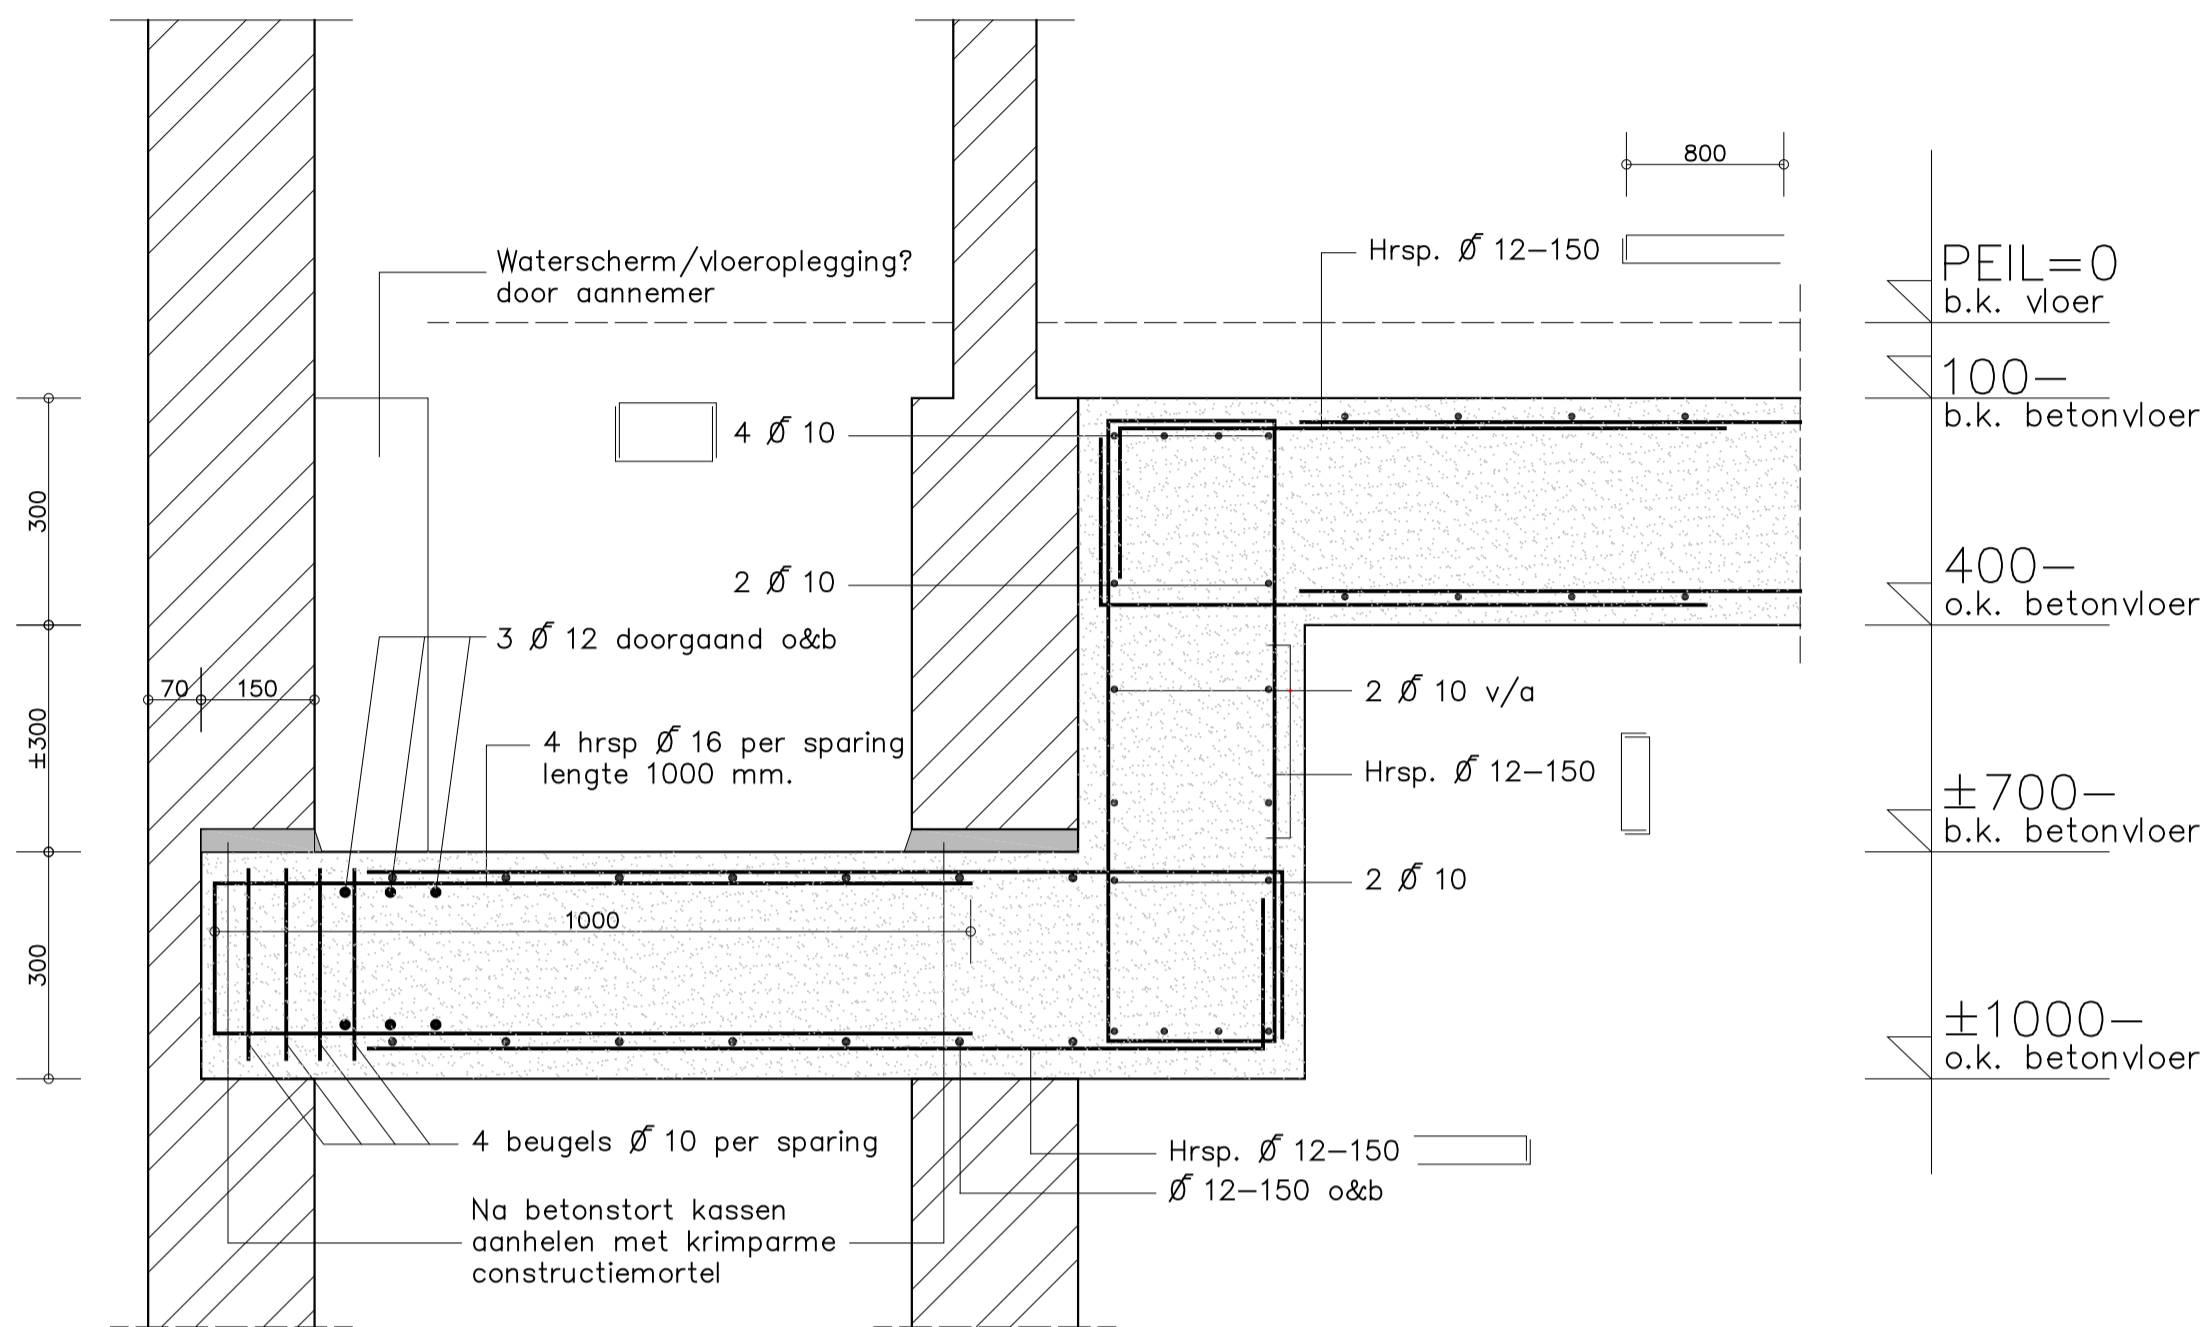 800
Hrsp. Ø 12-150
PEIL=0
b.k. vloer
Waterscherm/vloeroplegging?
door aannemer
100-
b.k. betonvloer
4 Ø 10
300
400-
o.k. betonvloer
2 Ø 10
3 Ø 12 doorgaand o&b
70
150
2 Ø 10 v/a
±300
4 hrsp Ø 16 per sparing
lengte 1000 mm.
Hrsp. Ø 12-150
±700-
b.k. betonvloer
2 Ø 10
1000
300
±1000-
o.k. betonvloer
4 beugels Ø 10 per sparing
Hrsp. Ø 12-150
Ø 12-150 o&b
Na betonstort kassen
aanhelen met krimparme
constructiemortel